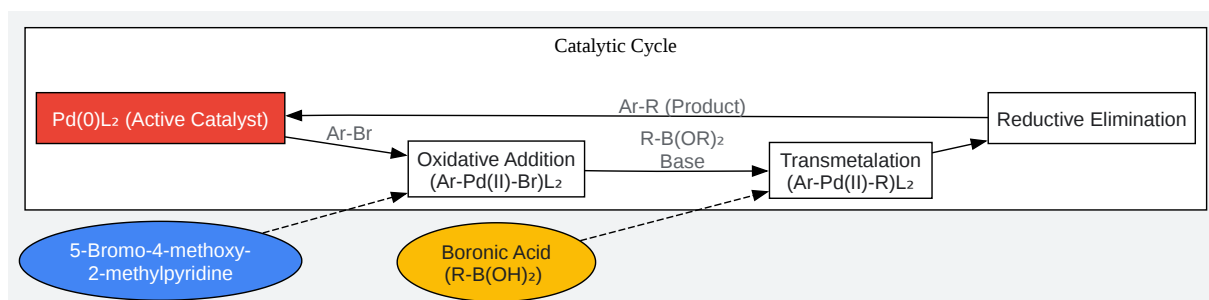 Catalytic Cycle
Pd(0)L₂ (Active Catalyst)
Ar-Br
Oxidative Addition
(Ar-Pd(II)-Br)L₂
Ar-R (Product)
R-B(OR)₂
Base
Transmetalation
(Ar-Pd(II)-R)L₂
Reductive Elimination
5-Bromo-4-methoxy-
2-methylpyridine
Boronic Acid
(R-B(OH)₂)